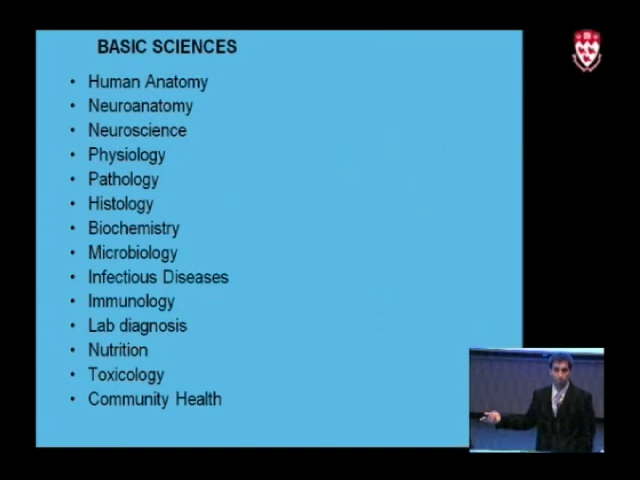 BASIC SCIENCES
• Human Anatomy
• Neuroanatomy
• Neuroscience
• Physiology
• Pathology
• Histology
• Biochemistry
• Microbiology
• Infectious Diseases
• Immunology
• Lab diagnosis
• Nutrition
• Toxicology
• Community Health